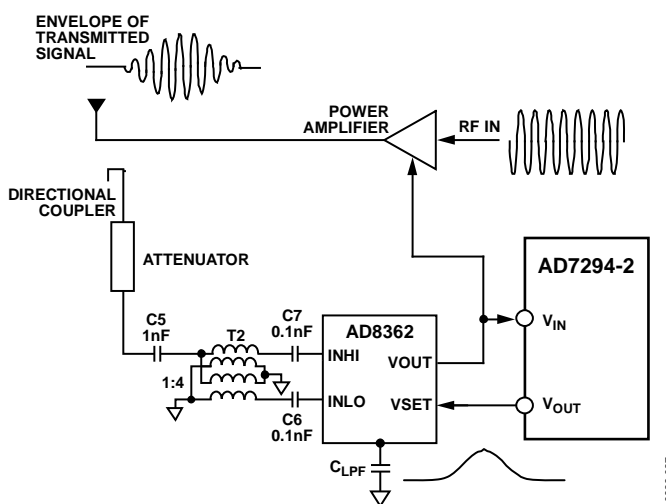 ENVELOPE OF
TRANSMITTED
SIGNAL
POWER
AMPLIFIER
RF IN
DIRECTIONAL
COUPLER
ATTENUATOR
AD7294-2
C5
1nF
T2
C7
0.1nF
AD8362
VIN
INHI
VOUT
1:4
INLO
VSET
VOUT
C6
0.1nF
CLPF